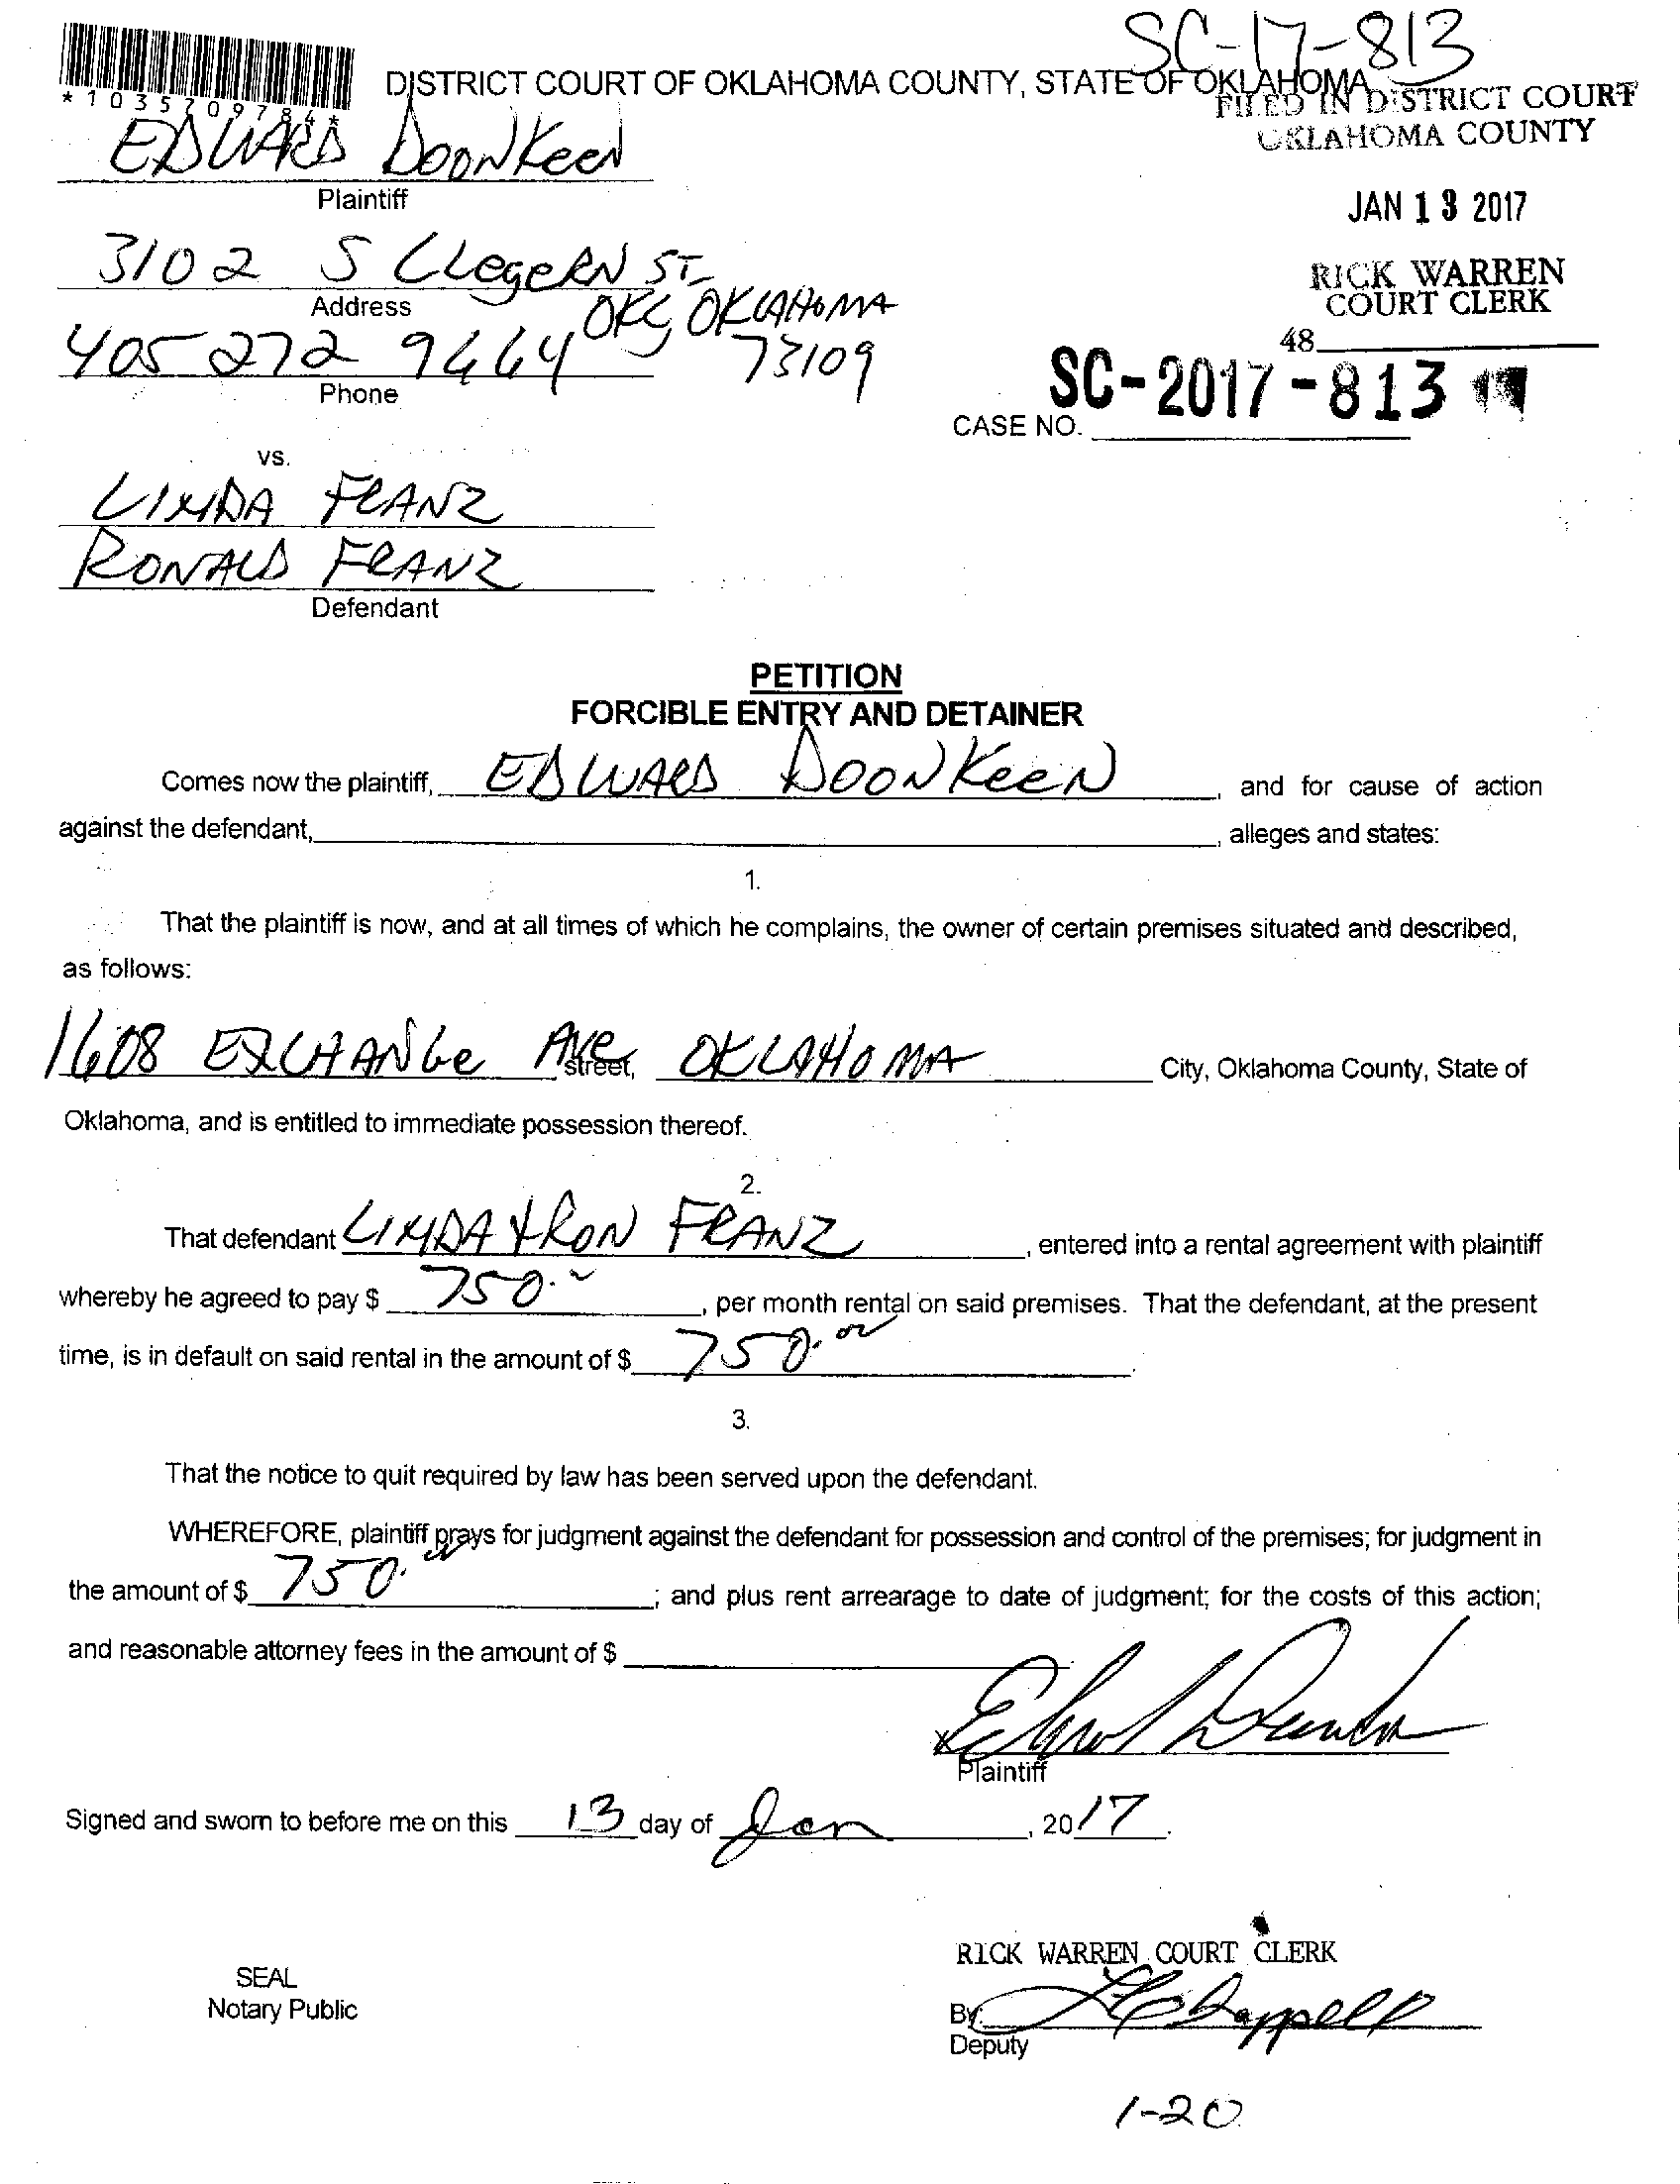 SC-17-813
DISTRICT COURT OF OKLAHOMA COUNTY, STATE OF OKLAHOMA
*1035209784*
FILED IN DISTRICT COURT
OKLAHOMA COUNTY
EDWARD DOONKEEN
Plaintiff
JAN 13 2017
3102 S CLEGERN ST
Address
OKC, OKLAHOMA
73109
RICK WARREN
COURT CLERK
48
405 272 9664
Phone
SC-2017-813
CASE NO.
VS.
LINDA FRANZ
RONALD FRANZ
Defendant
PETITION
FORCIBLE ENTRY AND DETAINER
Comes now the plaintiff, EDWARD DOONKEEN, and for cause of action
against the defendant, , alleges and states:
1.
That the plaintiff is now, and at all times of which he complains, the owner of certain premises situated and described,
as follows:
1608 EXCHANGE AVE street, OKLAHOMA City, Oklahoma County, State of
Oklahoma, and is entitled to immediate possession thereof.
2.
That defendant LINDA & RON FRANZ, entered into a rental agreement with plaintiff
whereby he agreed to pay $ 750.-, per month rental on said premises. That the defendant, at the present
time, is in default on said rental in the amount of $ 750.00.
3.
That the notice to quit required by law has been served upon the defendant.
WHEREFORE, plaintiff prays for judgment against the defendant for possession and control of the premises; for judgment in
the amount of $ 750.00; and plus rent arrearage to date of judgment; for the costs of this action;
and reasonable attorney fees in the amount of $
x
Plaintiff
Signed and sworn to before me on this 13 day of Jan, 2017.
RICK WARREN COURT CLERK
SEAL
Notary Public
By:
Deputy
1-20